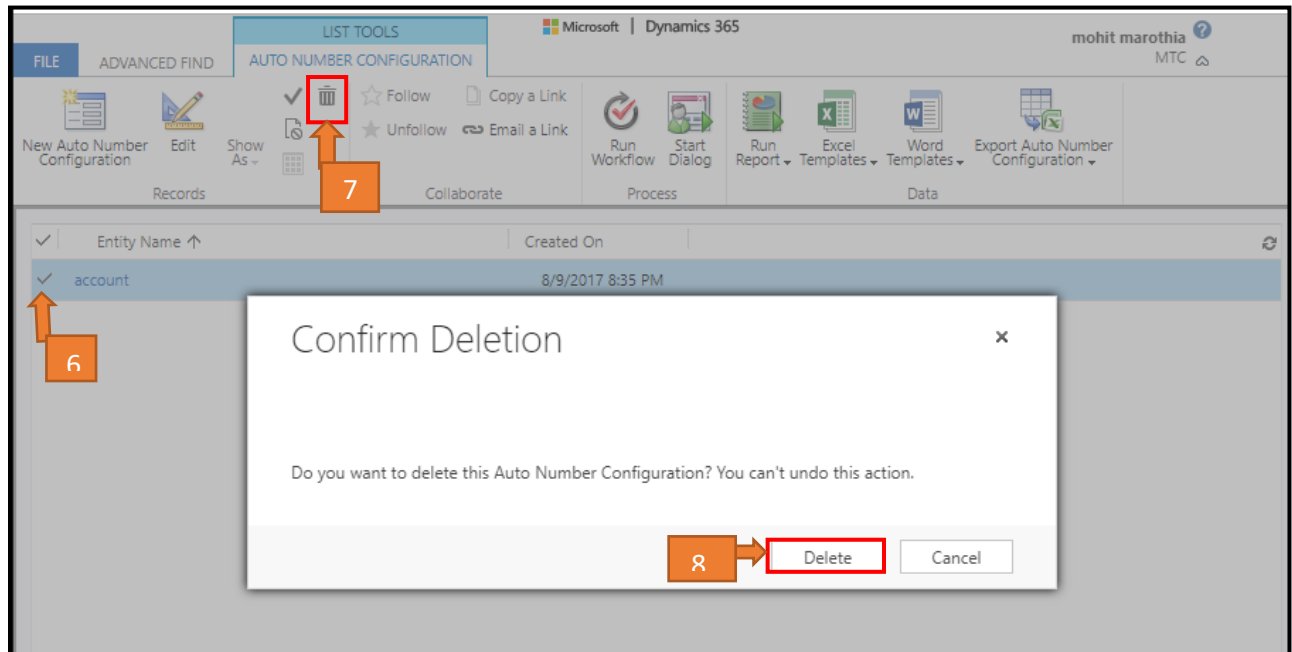 LIST TOOLS
Microsoft | Dynamics 365
mohit marothia
MTC
FILE
ADVANCED FIND
AUTO NUMBER CONFIGURATION
New Auto Number
Configuration
Edit
Show
As
Follow
Copy a Link
Unfollow
Email a Link
Run
Workflow
Start
Dialog
Run
Report
Excel
Templates
Word
Templates
Export Auto Number
Configuration
7
Records
Collaborate
Process
Data
Entity Name
Created On
account
8/9/2017 8:35 PM
6
Confirm Deletion
Do you want to delete this Auto Number Configuration? You can't undo this action.
8
Delete
Cancel